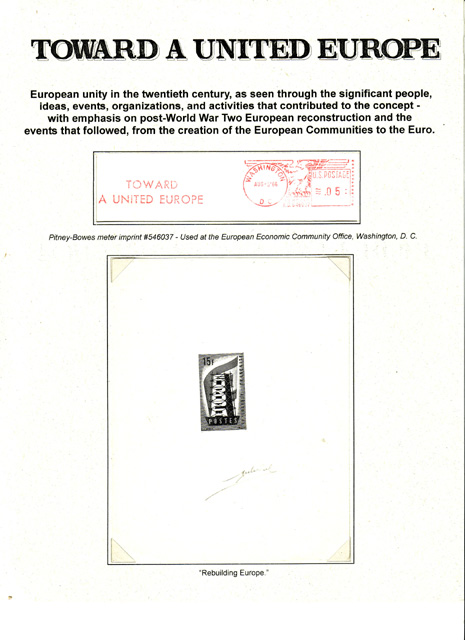 TOWARD A UNITED EUROPE
European unity in the twentieth century, as seen through the significant people,
ideas, events, organizations, and activities that contributed to the concept -
with emphasis on post-World War Two European reconstruction and the
events that followed, from the creation of the European Communities to the Euro.
TOWARD
A UNITED EUROPE
WASHINGTON
D C
U.S. POSTAGE
.05
Pitney-Bowes meter imprint #546037 - Used at the European Economic Community Office, Washington, D. C.
15f
EUROPA
POSTES
"Rebuilding Europe."